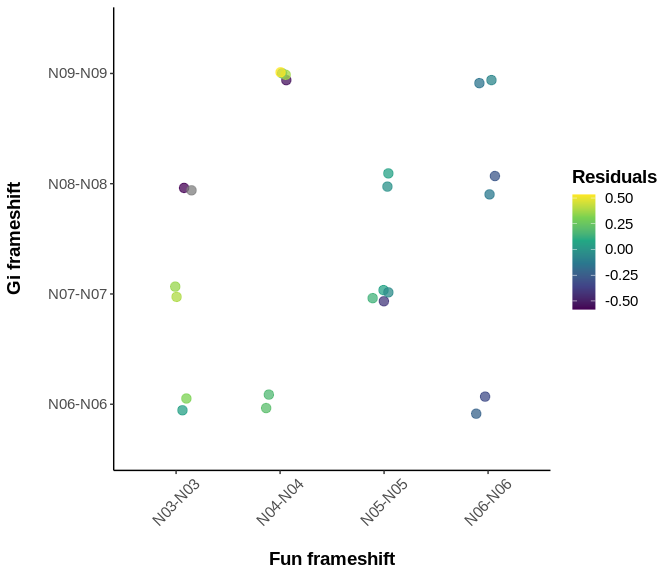 Gi frameshift
N09-N09
N08-N08
N07-N07
N06-N06
N03-N03
N04-N04
N05-N05
N06-N06
Fun frameshift
Residuals
0.50
0.25
0.00
-0.25
-0.50